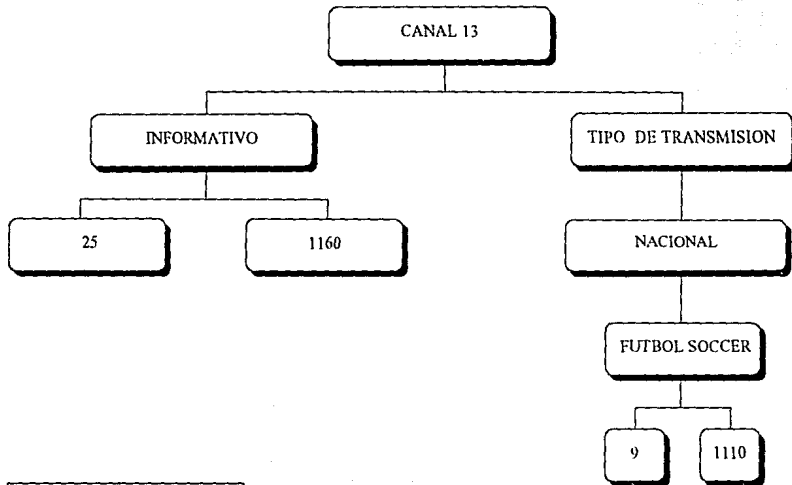 CANAL 13
INFORMATIVO
TIPO DE TRANSMISION
25
1160
NACIONAL
FUTBOL SOCCER
9
1110